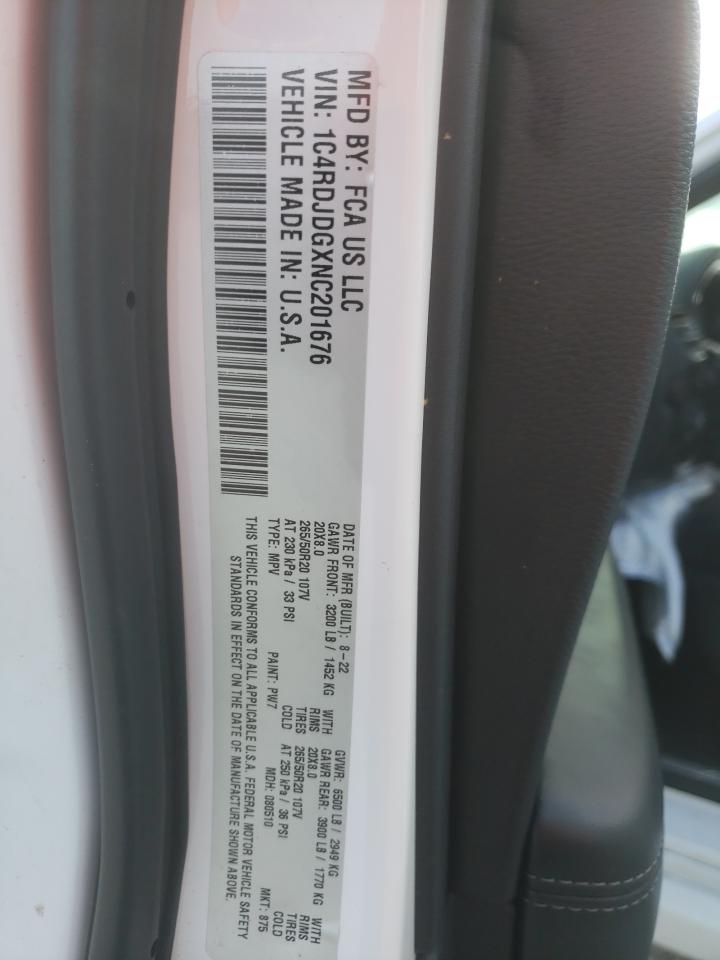 MFD BY: FCA US LLC
VIN: 1C4RDJDGXNC201676
VEHICLE MADE IN: U.S.A.
DATE OF MFR (BUILT): 8-22 GVWR: 6500 LB / 2949 KG
GAWR FRONT: 3200 LB / 1452 KG WITH GAWR REAR: 3900 LB / 1770 KG WITH
20X8.0 RIMS 20X8.0 RIMS
265/50R20 107V TIRES 265/50R20 107V TIRES
AT 230 kPa / 33 PSI COLD AT 250 kPa / 36 PSI COLD
TYPE: MPV PAINT: PW7 MDH: 080510 MKT: 875
THIS VEHICLE CONFORMS TO ALL APPLICABLE U.S.A. FEDERAL MOTOR VEHICLE SAFETY
STANDARDS IN EFFECT ON THE DATE OF MANUFACTURE SHOWN ABOVE.